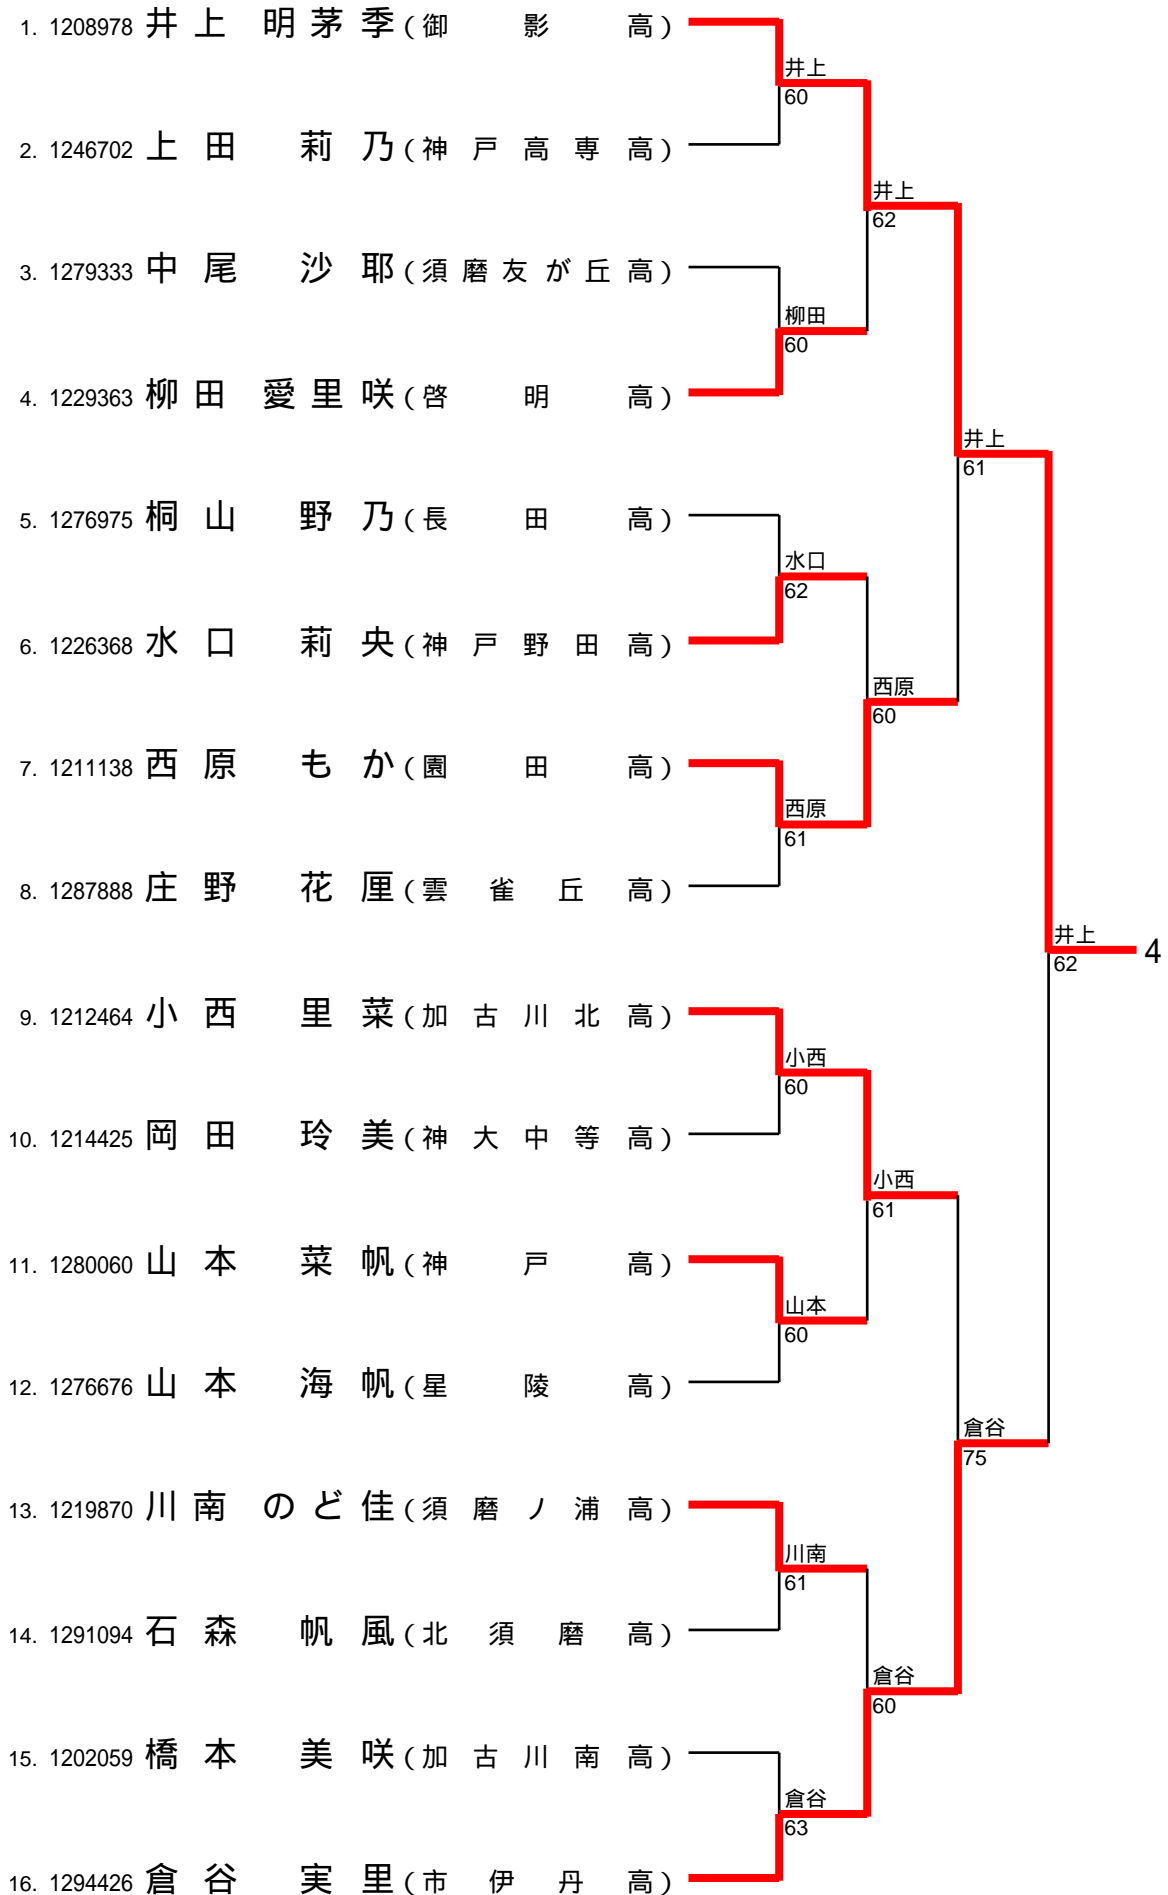 1. 1208978 井上 明茅季(御影高)
井上
60
2. 1246702 上田 莉乃(神戸高専高)
井上
62
3. 1279333 中尾 沙耶(須磨友が丘高)
柳田
60
4. 1229363 柳田 愛里咲(啓明高)
井上
61
5. 1276975 桐山 野乃(長田高)
水口
62
6. 1226368 水口 莉央(神戸野田高)
西原
60
7. 1211138 西原 もか(園田高)
西原
61
8. 1287888 庄野 花厘(雲雀丘高)
井上
62
4
9. 1212464 小西 里菜(加古川北高)
小西
60
10. 1214425 岡田 玲美(神大中等高)
小西
61
11. 1280060 山本 菜帆(神戸高)
山本
60
12. 1276676 山本 海帆(星陵高)
倉谷
75
13. 1219870 川南 のど佳(須磨ノ浦高)
川南
61
14. 1291094 石森 帆風(北須磨高)
倉谷
60
15. 1202059 橋本 美咲(加古川南高)
倉谷
63
16. 1294426 倉谷 実里(市伊丹高)